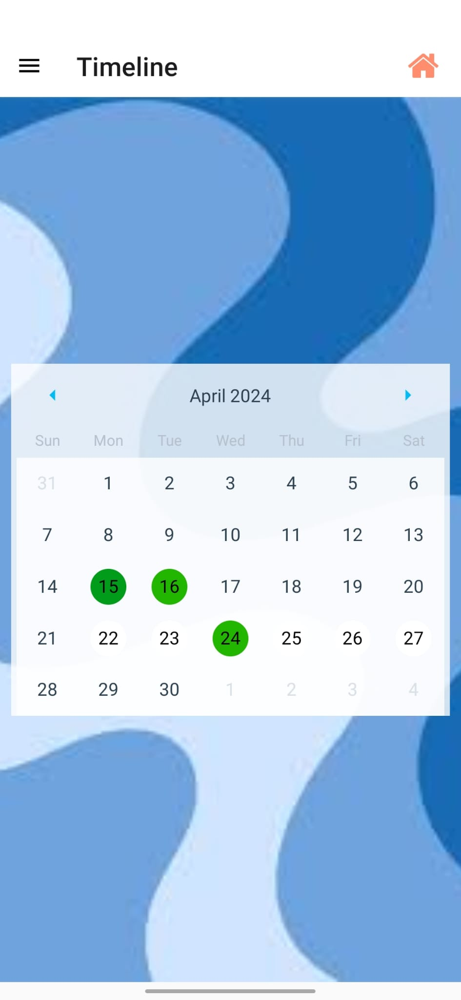 Timeline
April 2024
Sun Mon Tue Wed Thu Fri Sat
31 1 2 3 4 5 6
7 8 9 10 11 12 13
14 15 16 17 18 19 20
21 22 23 24 25 26 27
28 29 30 1 2 3 4